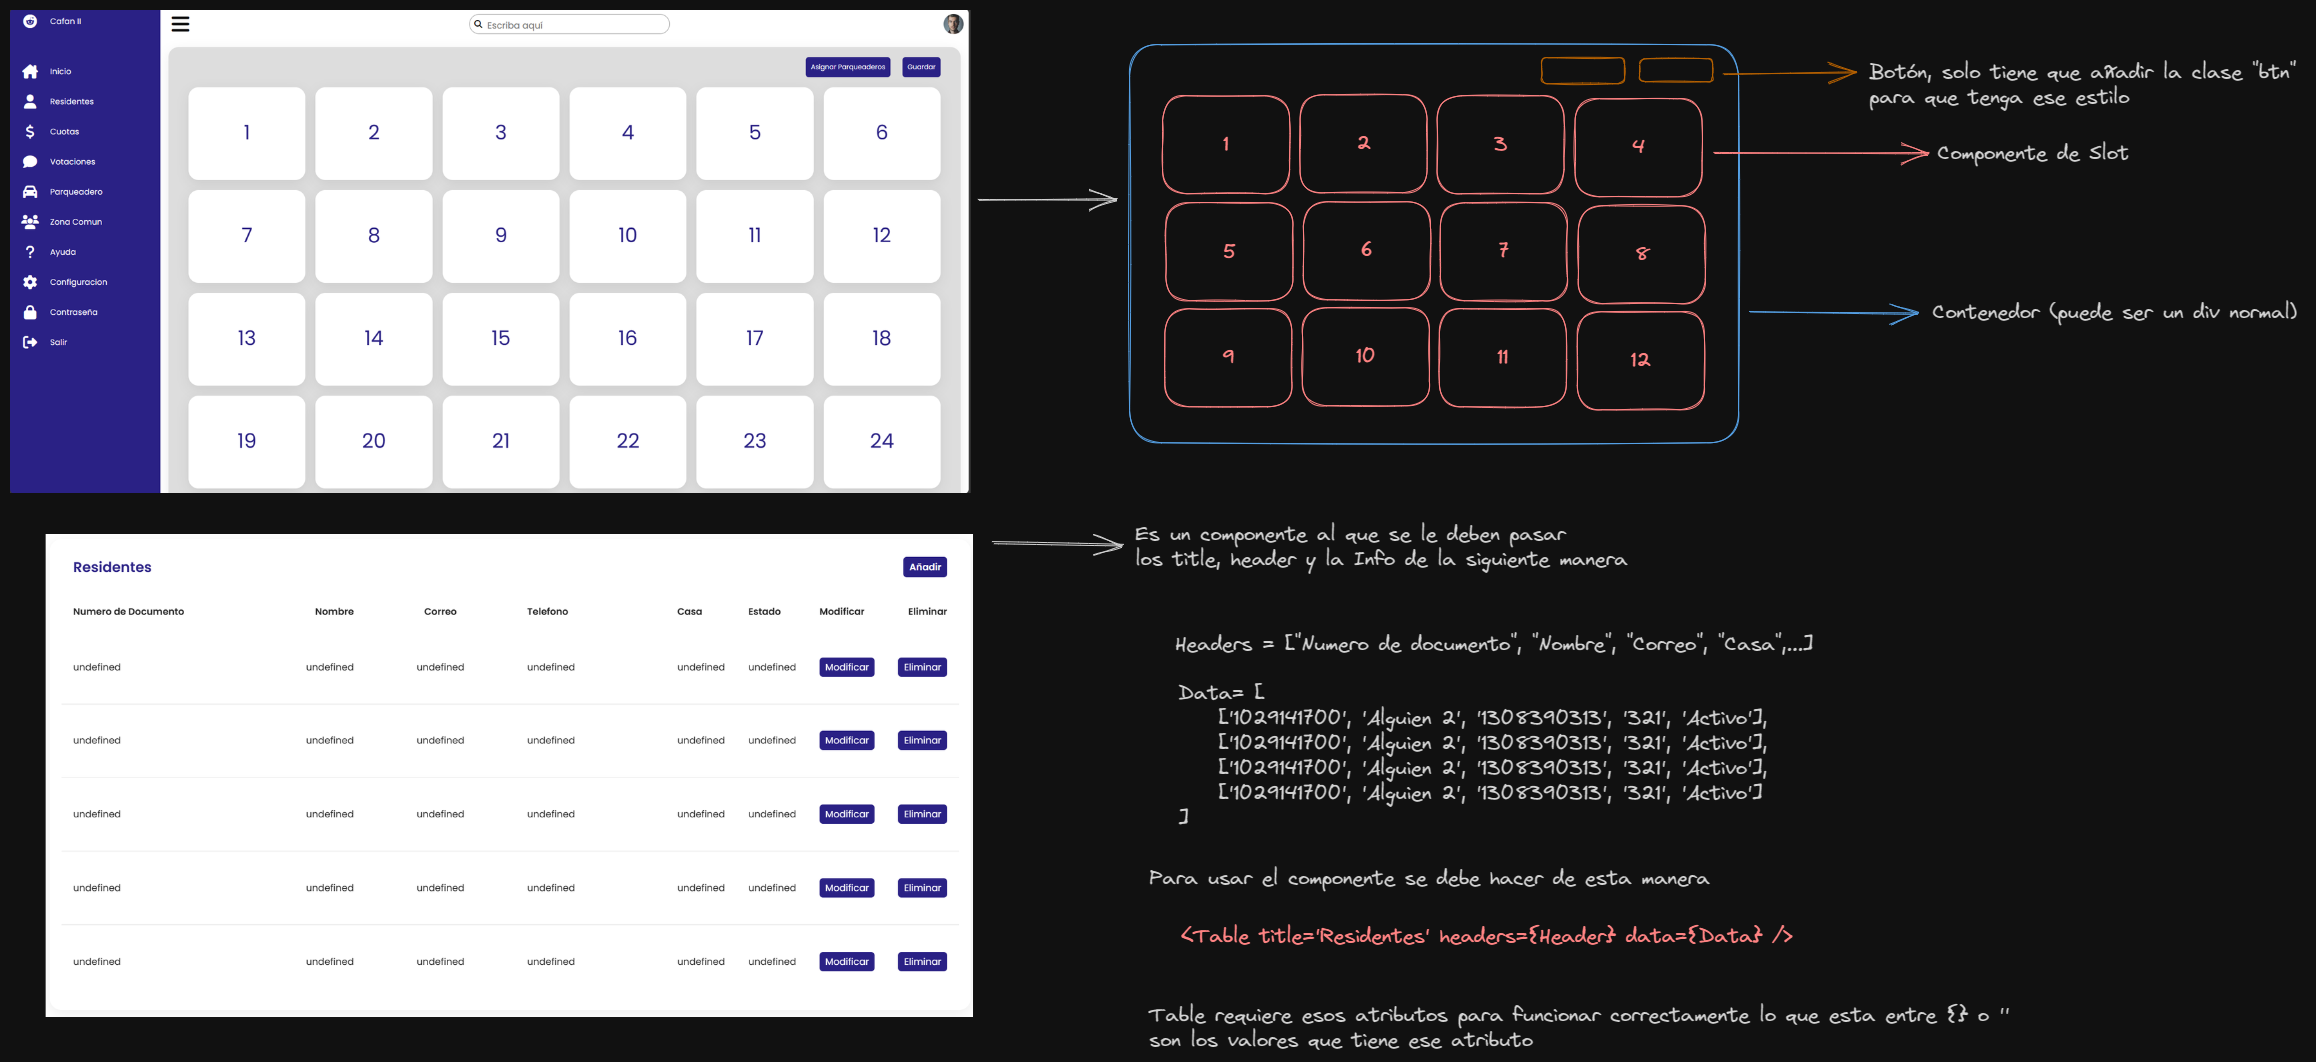 Cafan II
Inicio
Residentes
Cuotas
Votaciones
Parqueadero
Zona Comun
Ayuda
Configuracion
Contraseña
Salir
Escriba aquí
Asignar Parqueaderos
Guardar
1 2 3 4 5 6
7 8 9 10 11 12
13 14 15 16 17 18
19 20 21 22 23 24
1 2 3 4
5 6 7 8
9 10 11 12
Botón, solo tiene que añadir la clase "btn"
para que tenga ese estilo
Componente de Slot
Contenedor (puede ser un div normal)
Residentes
Añadir
Numero de Documento Nombre Correo Telefono Casa Estado Modificar Eliminar
undefined undefined undefined undefined undefined undefined Modificar Eliminar
undefined undefined undefined undefined undefined undefined Modificar Eliminar
undefined undefined undefined undefined undefined undefined Modificar Eliminar
undefined undefined undefined undefined undefined undefined Modificar Eliminar
undefined undefined undefined undefined undefined undefined Modificar Eliminar
Es un componente al que se le deben pasar
los title, header y la Info de la siguiente manera
Headers = ["Numero de documento", "Nombre", "Correo", "Casa",...]
Data= [
['1029141700', 'Alguien 2', '1308390313', '321', 'Activo'],
['1029141700', 'Alguien 2', '1308390313', '321', 'Activo'],
['1029141700', 'Alguien 2', '1308390313', '321', 'Activo'],
['1029141700', 'Alguien 2', '1308390313', '321', 'Activo']
]
Para usar el componente se debe hacer de esta manera
<Table title='Residentes' headers={Header} data={Data} />
Table requiere esos atributos para funcionar correctamente lo que esta entre {} o ''
son los valores que tiene ese atributo